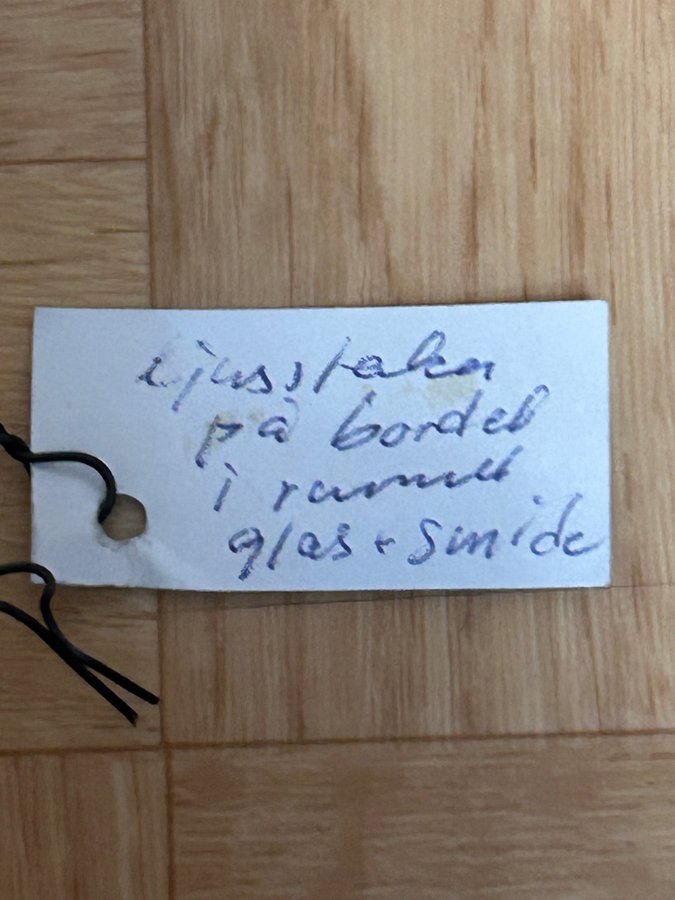 ljusstaken
på bordet
i rummet
glas + smide